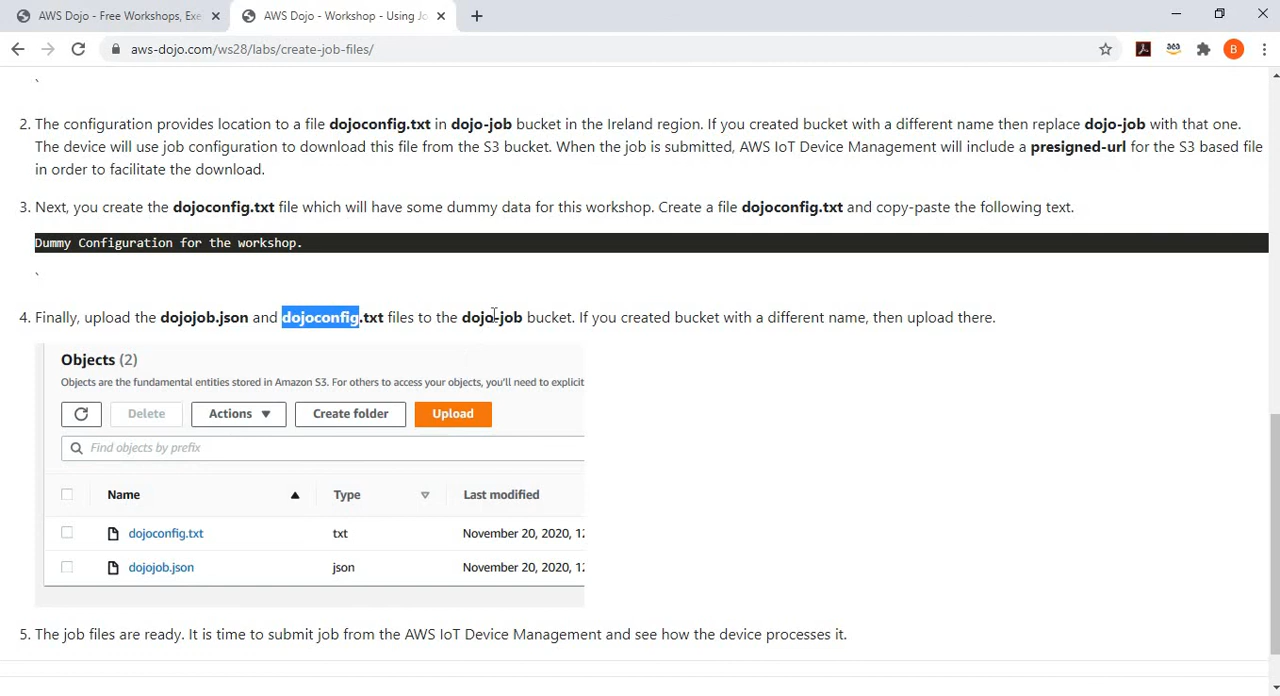 AWS Dojo - Free Workshops, Exe
AWS Dojo - Workshop - Using Jo
aws-dojo.com/ws28/labs/create-job-files/
B
`
2. The configuration provides location to a file dojoconfig.txt in dojo-job bucket in the Ireland region. If you created bucket with a different name then replace dojo-job with that one.
The device will use job configuration to download this file from the S3 bucket. When the job is submitted, AWS IoT Device Management will include a presigned-url for the S3 based file
in order to facilitate the download.
3. Next, you create the dojoconfig.txt file which will have some dummy data for this workshop. Create a file dojoconfig.txt and copy-paste the following text.
Dummy Configuration for the workshop.
`
4. Finally, upload the dojojob.json and dojoconfig.txt files to the dojo-job bucket. If you created bucket with a different name, then upload there.
Objects (2)
Objects are the fundamental entities stored in Amazon S3. For others to access your objects, you'll need to explicit
Delete Actions Create folder Upload
Find objects by prefix
Name Type Last modified
dojoconfig.txt txt November 20, 2020, 12
dojojob.json json November 20, 2020, 12
5. The job files are ready. It is time to submit job from the AWS IoT Device Management and see how the device processes it.